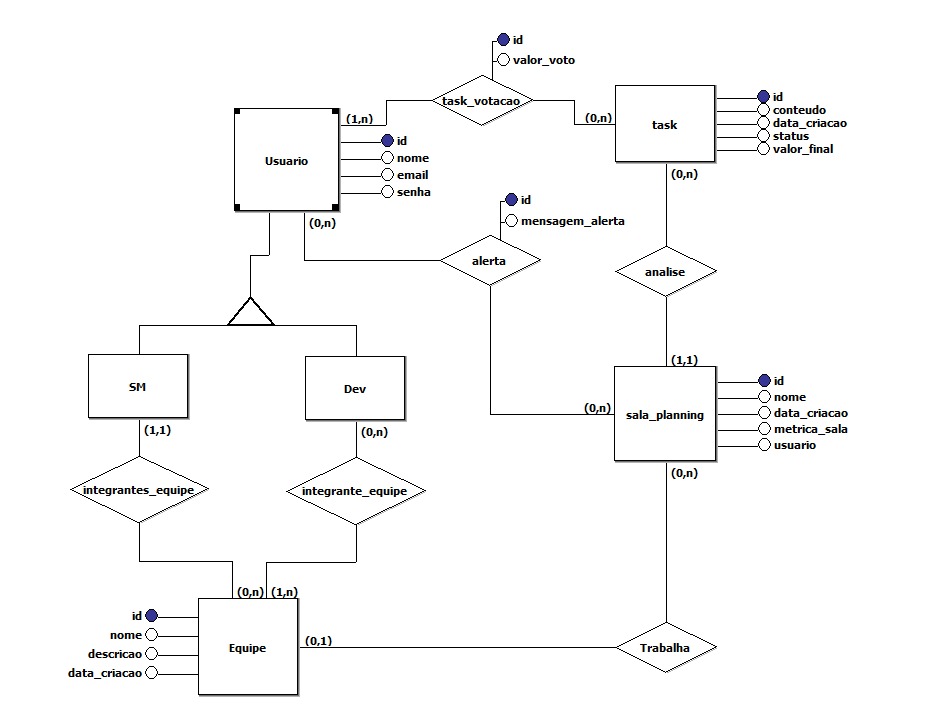 id
valor_voto
task_votacao
(1,n)
(0,n)
Usuario
id
nome
email
senha
(0,n)
task
id
conteudo
data_criacao
status
valor_final
(0,n)
id
mensagem_alerta
alerta
analise
(1,1)
(0,n)
sala_planning
id
nome
data_criacao
metrica_sala
usuario
(0,n)
SM
(1,1)
Dev
(0,n)
integrantes_equipe
integrante_equipe
(0,n)
(1,n)
id
nome
descricao
data_criacao
Equipe
(0,1)
Trabalha